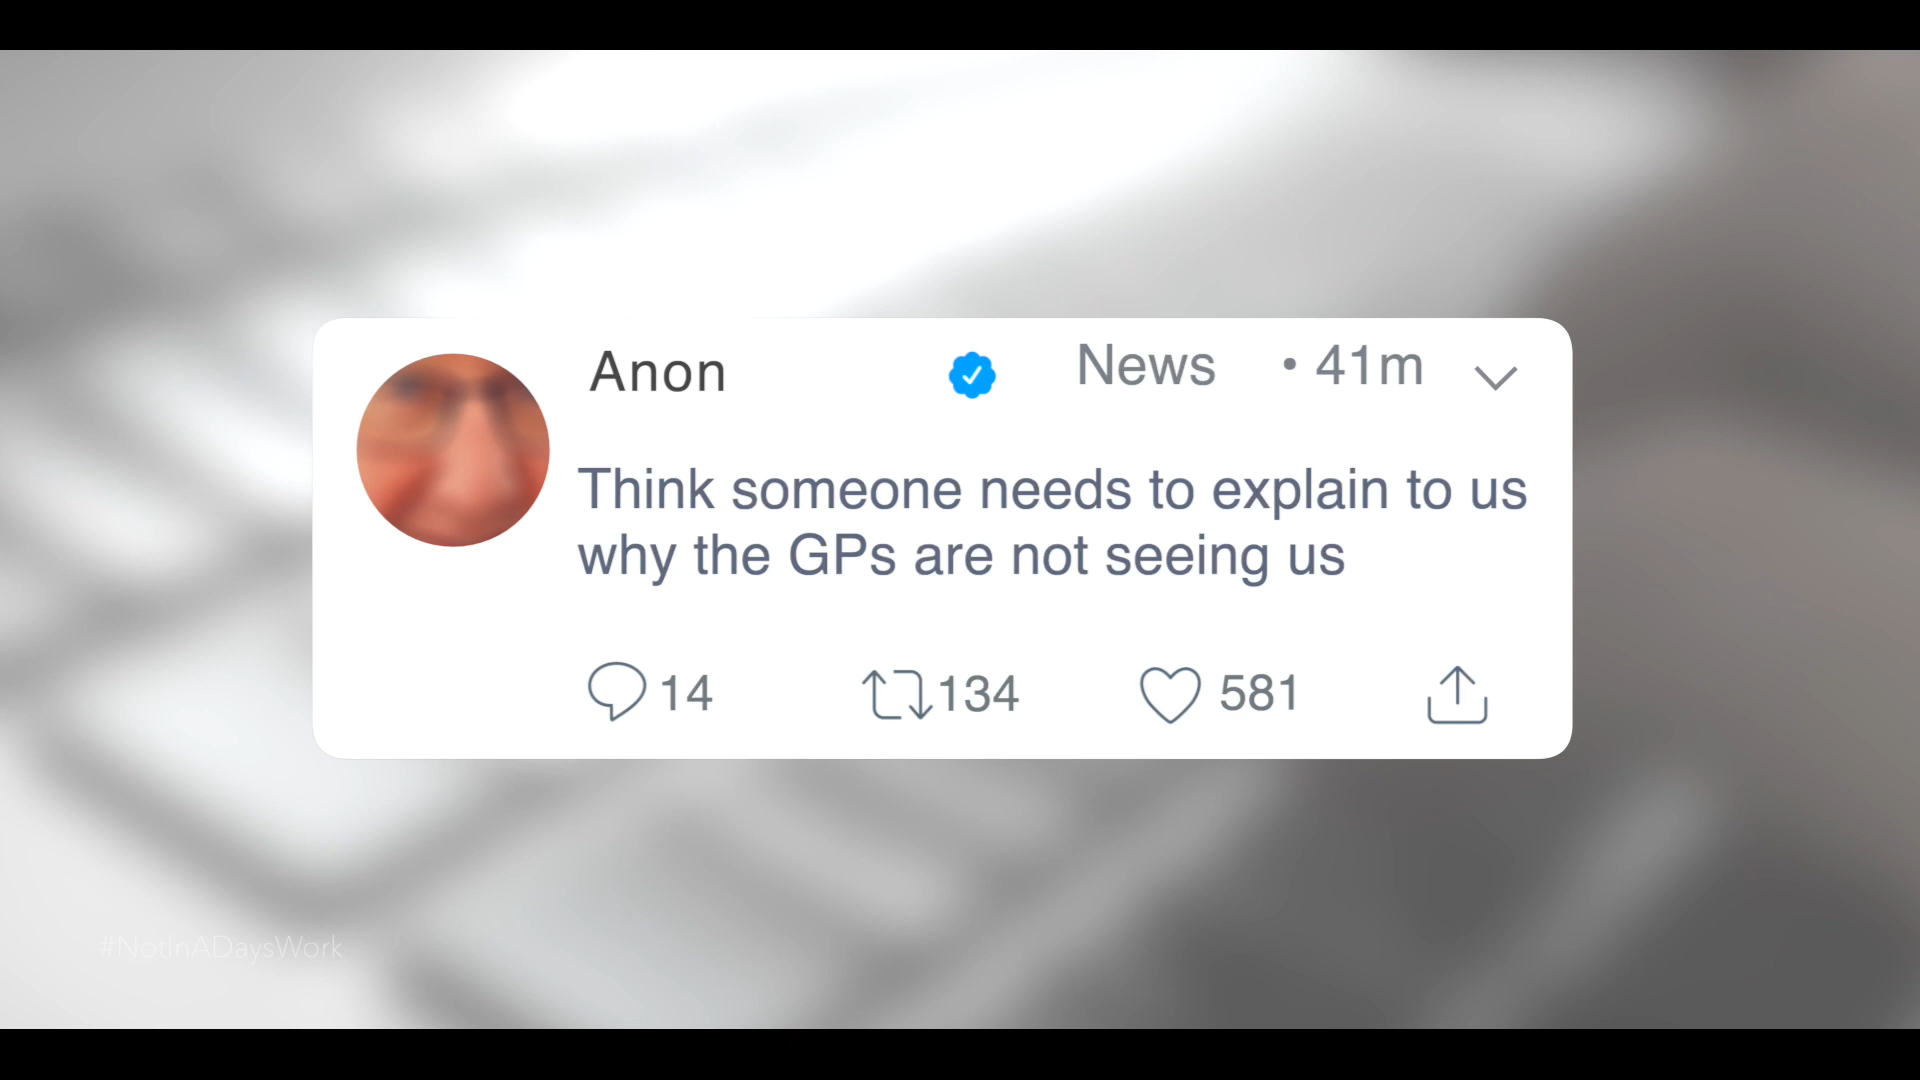 Anon News • 41m
Think someone needs to explain to us
why the GPs are not seeing us
14 134 581
#NotInADaysWork